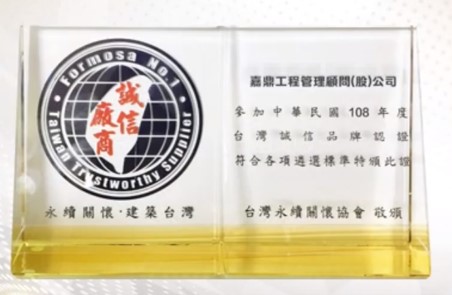 Formosa No.1
誠信
廠商
Taiwan Trustworthy Supplier
永續關懷·建築台灣
嘉鼎工程管理顧問(股)公司
參加中華民國108年度
台灣誠信品牌認證
符合各項遴選標準特頒此證
台灣永續關懷協會 敬頒